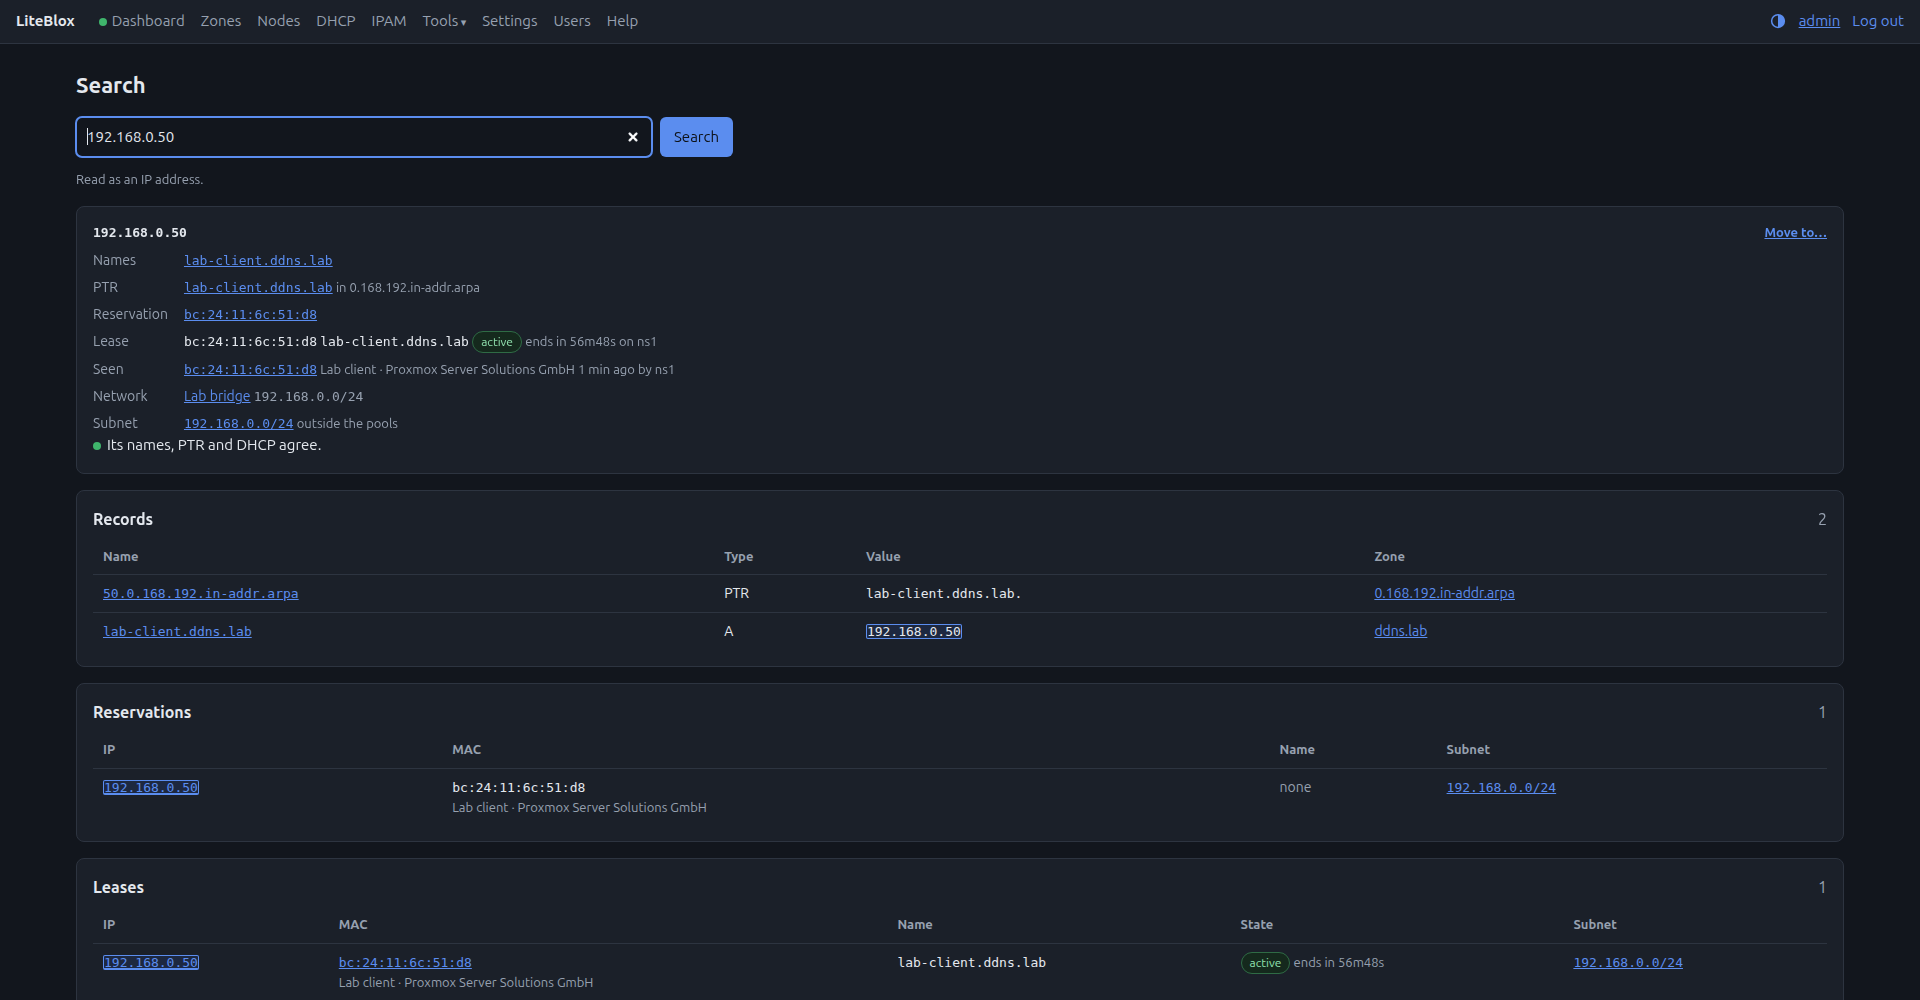 LiteBlox Dashboard Zones Nodes DHCP IPAM Tools▾ Settings Users Help admin Log out
Search
192.168.0.50 × Search
Read as an IP address.
192.168.0.50 Move to...
Names lab-client.ddns.lab
PTR lab-client.ddns.lab in 0.168.192.in-addr.arpa
Reservation bc:24:11:6c:51:d8
Lease bc:24:11:6c:51:d8 lab-client.ddns.lab active ends in 56m48s on ns1
Seen bc:24:11:6c:51:d8 Lab client · Proxmox Server Solutions GmbH 1 min ago by ns1
Network Lab bridge 192.168.0.0/24
Subnet 192.168.0.0/24 outside the pools
Its names, PTR and DHCP agree.
Records 2
Name Type Value Zone
50.0.168.192.in-addr.arpa PTR lab-client.ddns.lab. 0.168.192.in-addr.arpa
lab-client.ddns.lab A 192.168.0.50 ddns.lab
Reservations 1
IP MAC Name Subnet
192.168.0.50 bc:24:11:6c:51:d8 none 192.168.0.0/24
Lab client · Proxmox Server Solutions GmbH
Leases 1
IP MAC Name State Subnet
192.168.0.50 bc:24:11:6c:51:d8 lab-client.ddns.lab active ends in 56m48s 192.168.0.0/24
Lab client · Proxmox Server Solutions GmbH